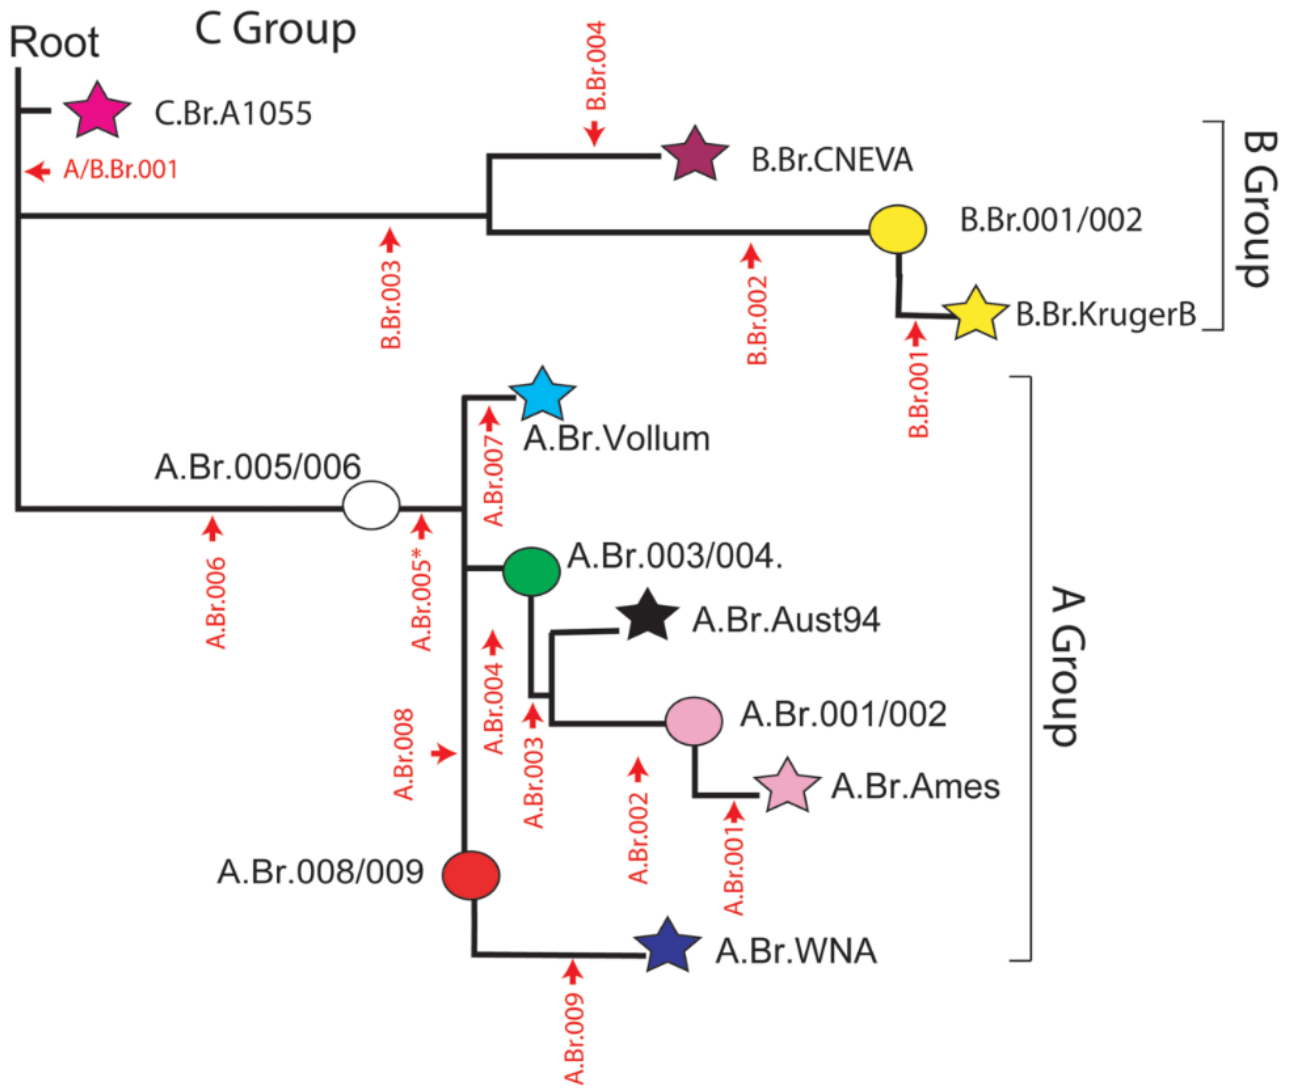 C Group
Root
B.Br.004
C.Br.A1055
A/B.Br.001
B.Br.CNEVA
B Group
B.Br.001/002
B.Br.003
B.Br.002
B.Br.KrugerB
B.Br.001
A.Br.Vollum
A.Br.007
A.Br.005/006
A.Br.006
A.Br.005*
A.Br.003/004.
A.Br.Aust94
A Group
A.Br.004
A.Br.001/002
A.Br.008
A.Br.003
A.Br.002
A.Br.Ames
A.Br.001
A.Br.008/009
A.Br.WNA
A.Br.009